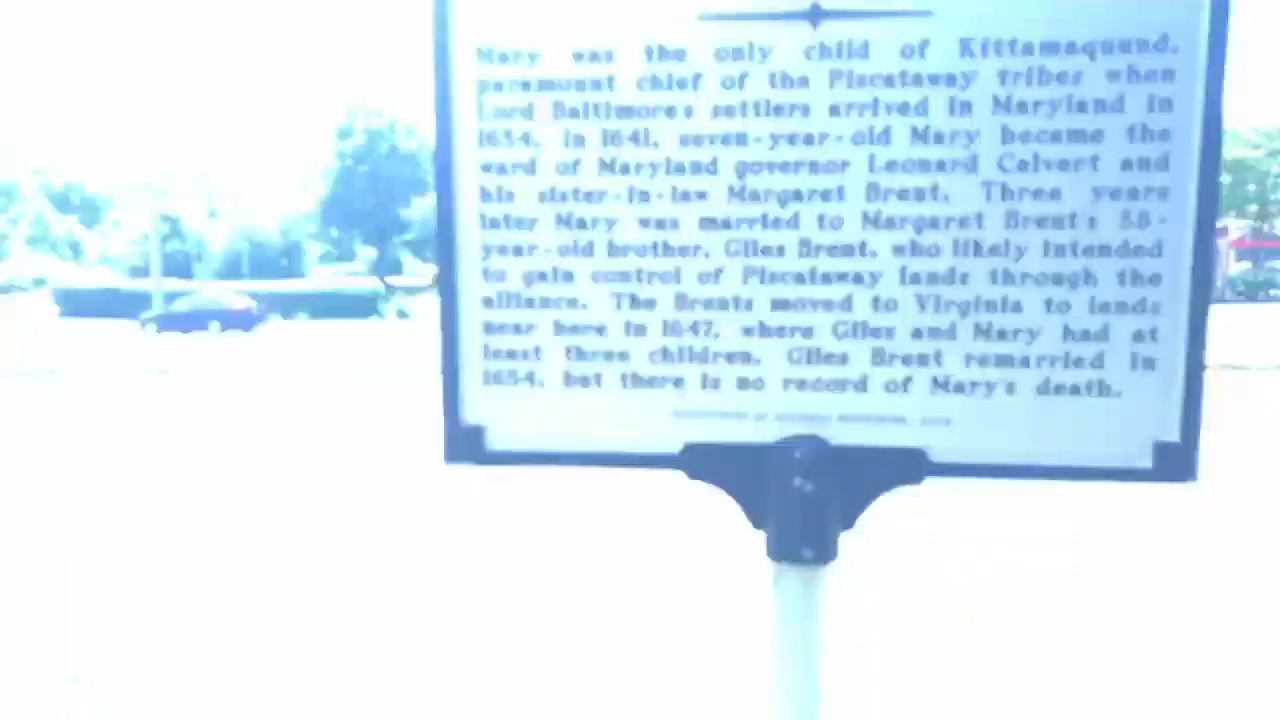 Mary was the only child of Kittamaquund,
paramount chief of the Piscataway tribes when
Lord Baltimore's settlers arrived in Maryland in
1634. In 1641, seven-year-old Mary became the
ward of Maryland governor Leonard Calvert and
his sister-in-law Margaret Brent. Three years
later Mary was married to Margaret Brent's 38-
year-old brother, Giles Brent, who likely intended
to gain control of Piscataway lands through the
alliance. The Brents moved to Virginia to lands
near here in 1647, where Giles and Mary had at
least three children. Giles Brent remarried in
1654, but there is no record of Mary's death.
DEPARTMENT OF HISTORIC RESOURCES